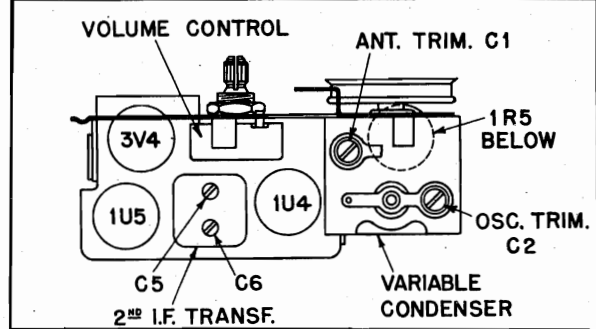 VOLUME CONTROL
ANT. TRIM. C1
3V4
1R5
BELOW
1U5
1U4
OSC. TRIM.
C2
C5
C6
VARIABLE
CONDENSER
2ND I.F. TRANSF.